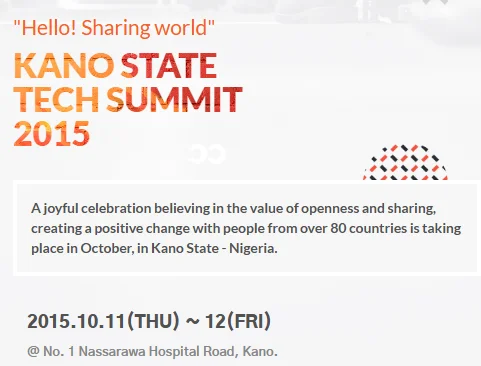 "Hello! Sharing world"
KANO STATE
TECH SUMMIT
2015
A joyful celebration believing in the value of openness and sharing,
creating a positive change with people from over 80 countries is taking
place in October, in Kano State - Nigeria.
2015.10.11(THU) ~ 12(FRI)
@ No. 1 Nassarawa Hospital Road, Kano.